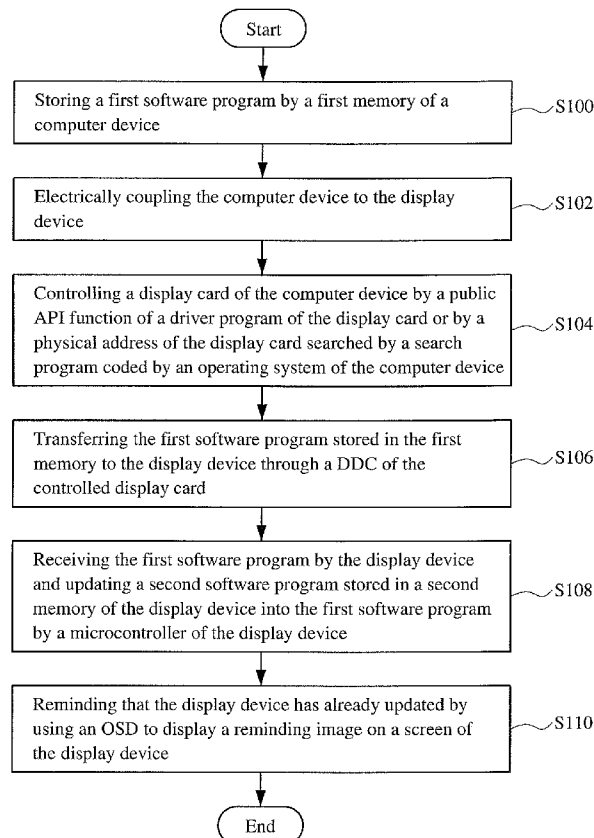 Start
Storing a first software program by a first memory of a
computer device
S100
Electrically coupling the computer device to the display
device
S102
Controlling a display card of the computer device by a public
API function of a driver program of the display card or by a
physical address of the display card searched by a search
program coded by an operating system of the computer device
S104
Transferring the first software program stored in the first
memory to the display device through a DDC of the
controlled display card
S106
Receiving the first software program by the display device
and updating a second software program stored in a second
memory of the display device into the first software program
by a microcontroller of the display device
S108
Reminding that the display device has already updated by
using an OSD to display a reminding image on a screen of
the display device
S110
End